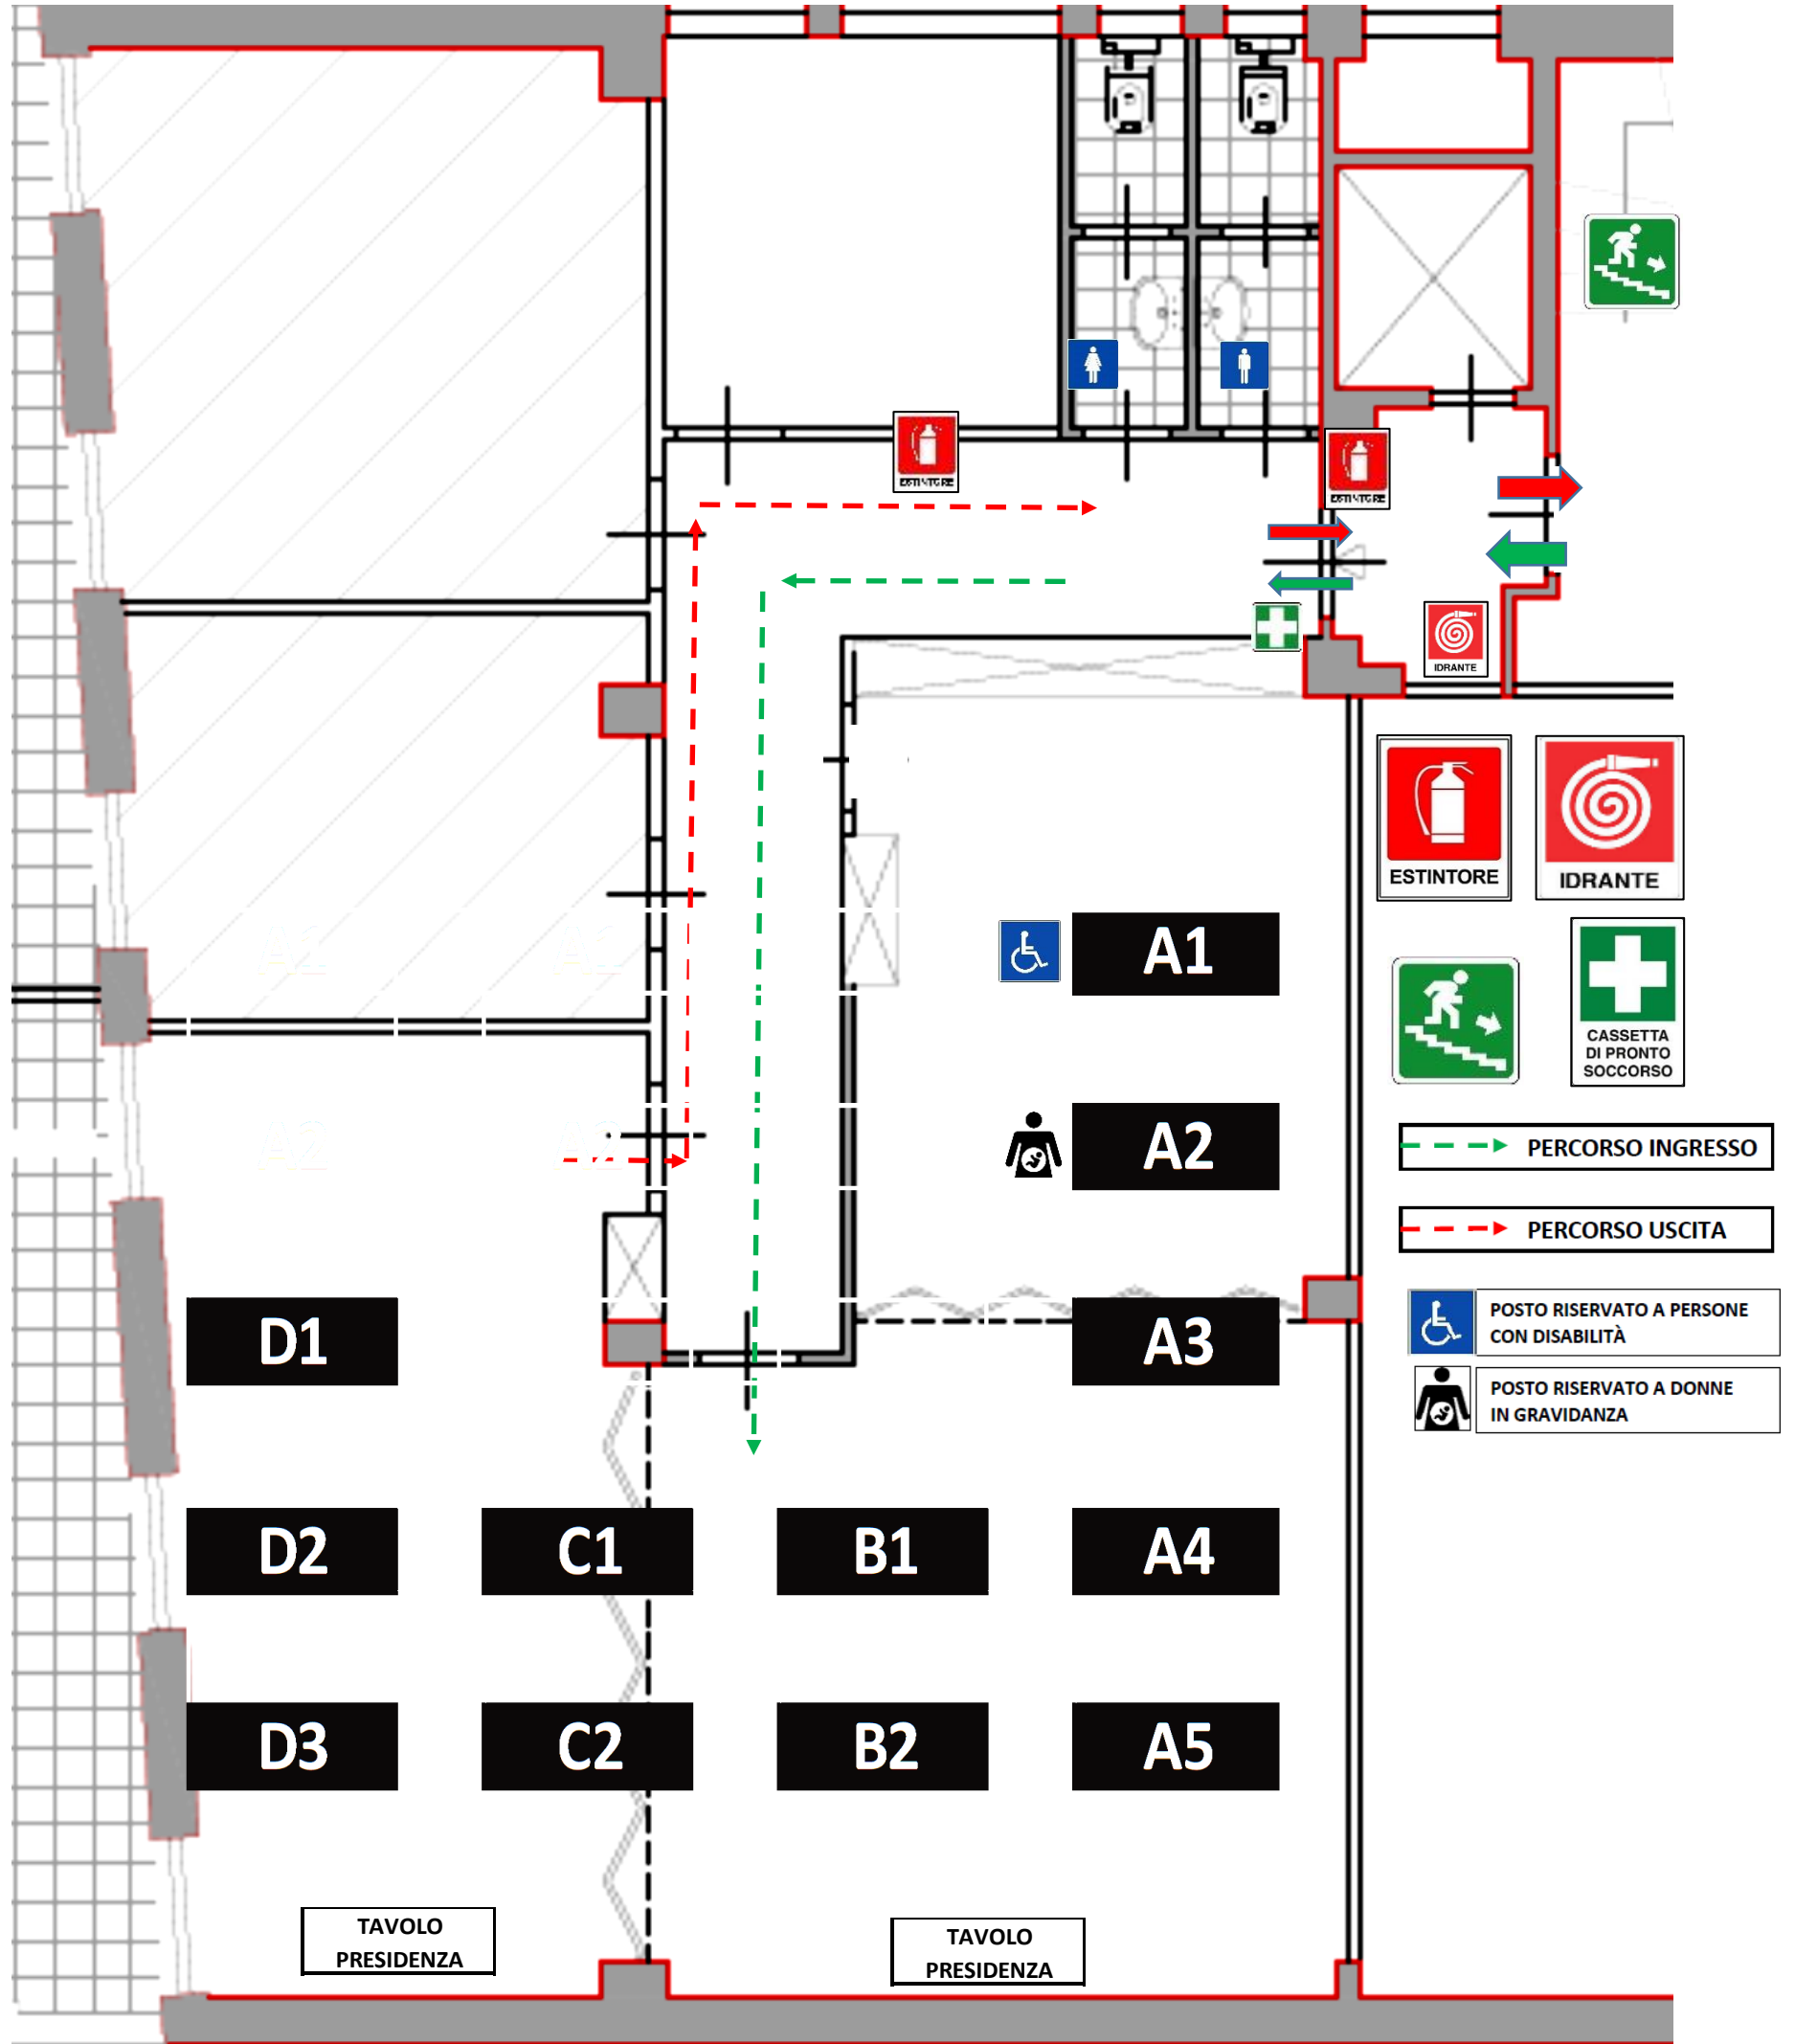 ESTINTORE
ESTINTORE
IDRANTE
ESTINTORE
IDRANTE
A1
CASSETTA
DI PRONTO
SOCCORSO
A2
PERCORSO INGRESSO
PERCORSO USCITA
D1
A3
POSTO RISERVATO A PERSONE
CON DISABILITÀ
POSTO RISERVATO A DONNE
IN GRAVIDANZA
D2
C1
B1
A4
D3
C2
B2
A5
TAVOLO
PRESIDENZA
TAVOLO
PRESIDENZA